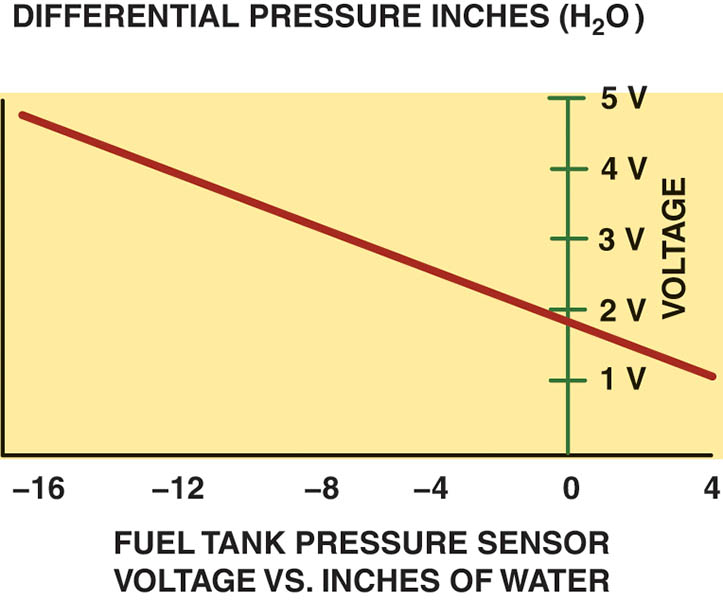 DIFFERENTIAL PRESSURE INCHES (H₂O)
5 V
4 V
3 V
2 V
1 V
VOLTAGE
−16 −12 −8 −4 0 4
FUEL TANK PRESSURE SENSOR
VOLTAGE VS. INCHES OF WATER